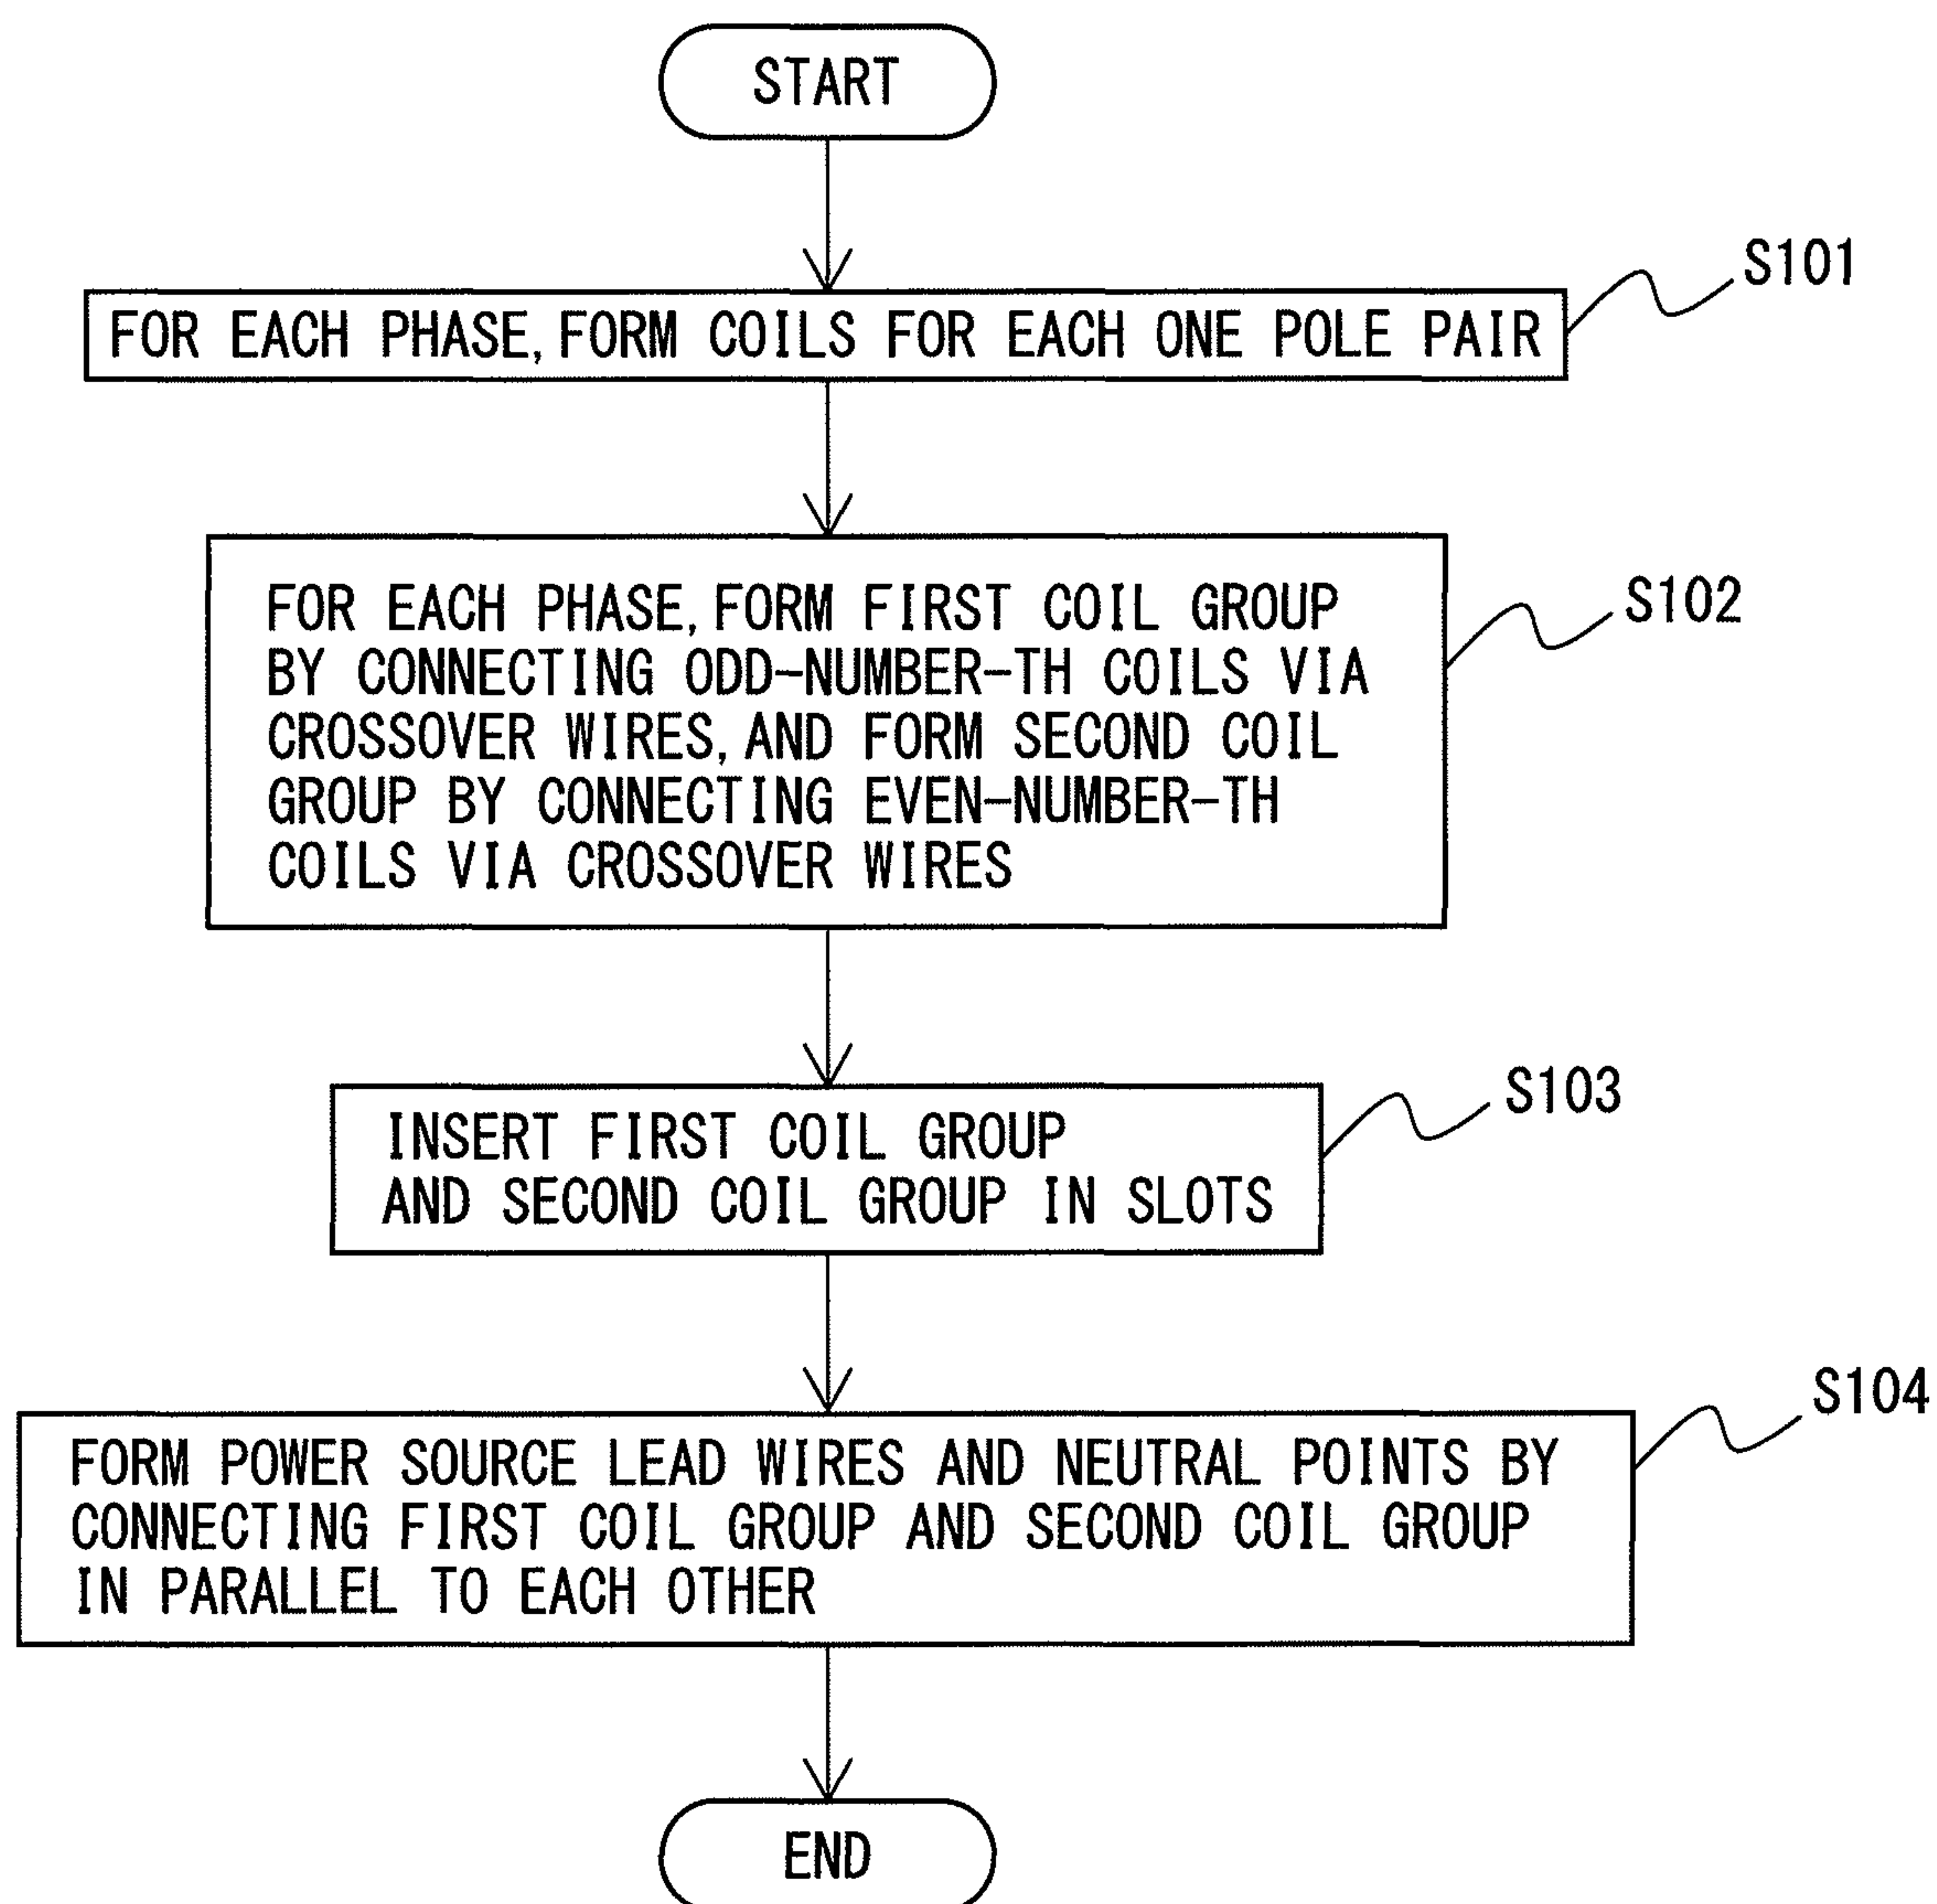 START
S101
FOR EACH PHASE, FORM COILS FOR EACH ONE POLE PAIR
S102
FOR EACH PHASE, FORM FIRST COIL GROUP
BY CONNECTING ODD-NUMBER-TH COILS VIA
CROSSOVER WIRES, AND FORM SECOND COIL
GROUP BY CONNECTING EVEN-NUMBER-TH
COILS VIA CROSSOVER WIRES
S103
INSERT FIRST COIL GROUP
AND SECOND COIL GROUP IN SLOTS
S104
FORM POWER SOURCE LEAD WIRES AND NEUTRAL POINTS BY
CONNECTING FIRST COIL GROUP AND SECOND COIL GROUP
IN PARALLEL TO EACH OTHER
END